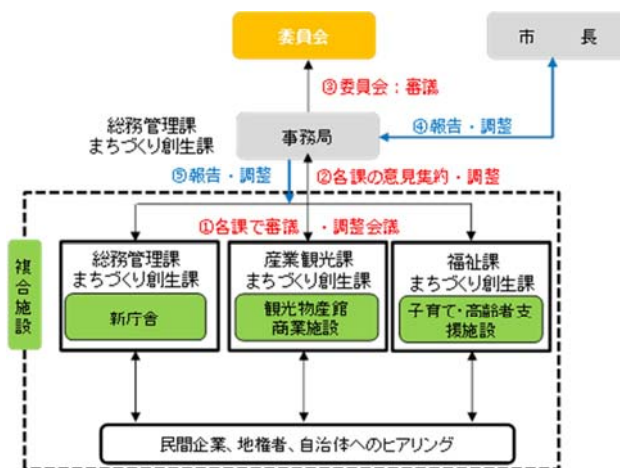 委員会
市　　長
③委員会：審議
総務管理課
まちづくり創生課
事務局
④報告・調整
⑤報告・調整
②各課の意見集約・調整
①各課で審議・調整会議
複合施設
総務管理課
まちづくり創生課
新庁舎
産業観光課
まちづくり創生課
観光物産館
商業施設
福祉課
まちづくり創生課
子育て・高齢者支
援施設
民間企業、地権者、自治体へのヒアリング